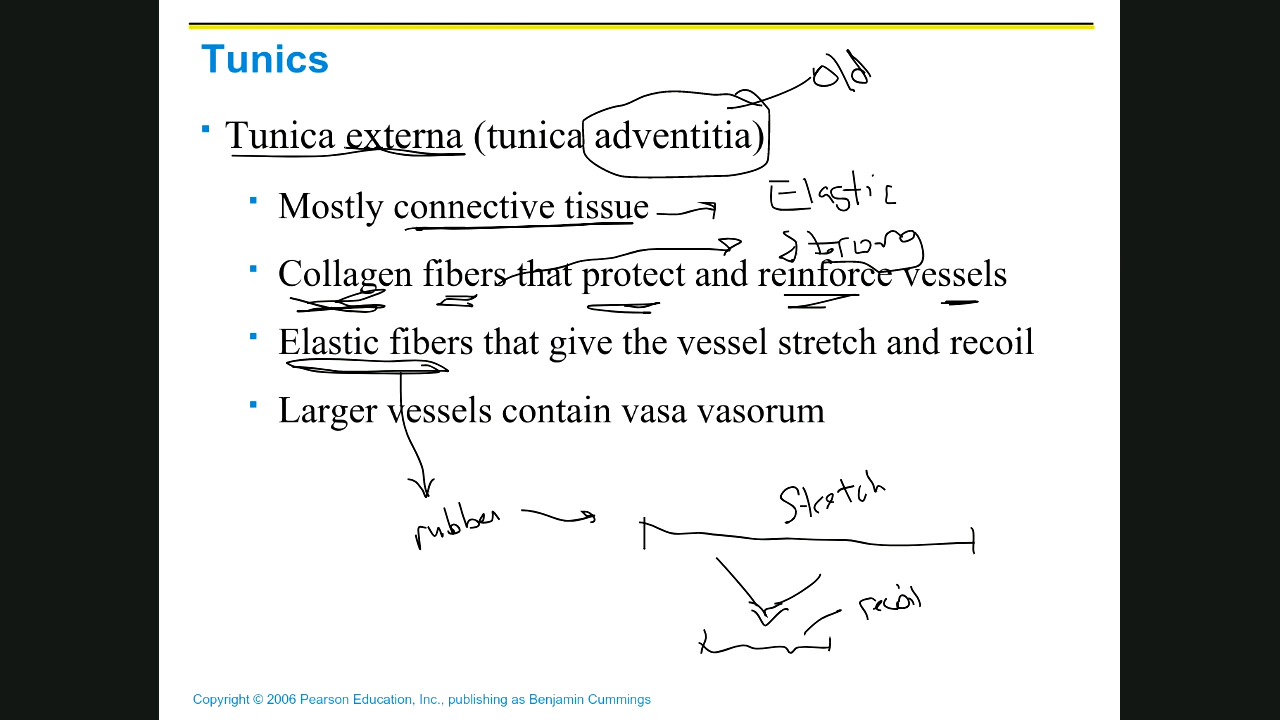 Tunics
old
Tunica externa (tunica adventitia)
Mostly connective tissue Elastic
Strong
Collagen fibers that protect and reinforce vessels
Elastic fibers that give the vessel stretch and recoil
Larger vessels contain vasa vasorum
Stretch
rubber
recoil
Copyright © 2006 Pearson Education, Inc., publishing as Benjamin Cummings